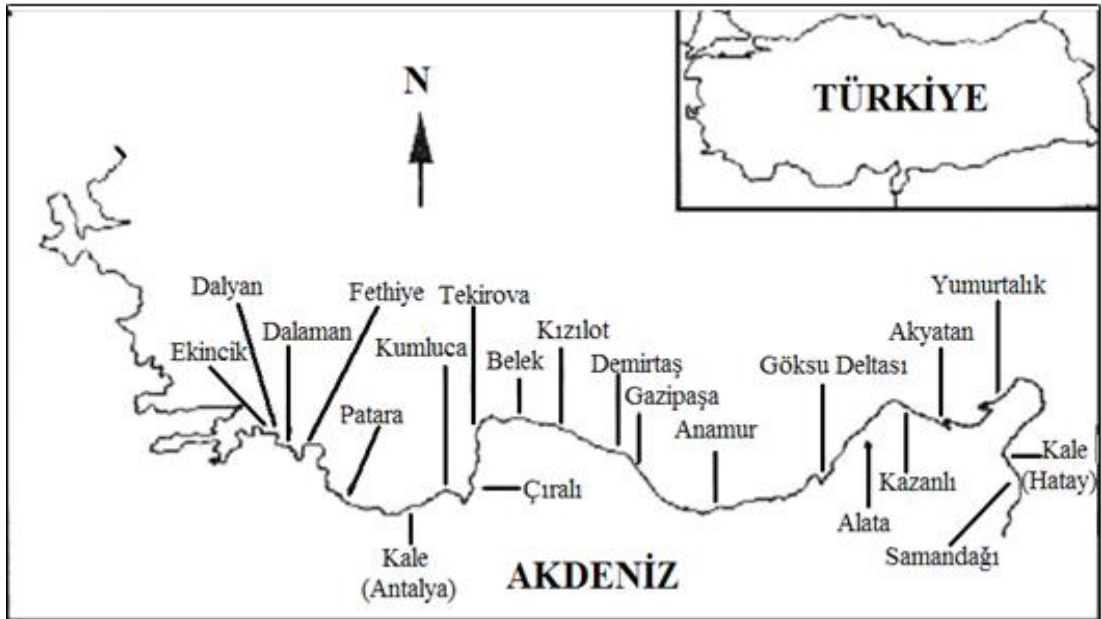 N
TÜRKİYE
Dalyan
Fethiye
Tekirova
Yumurtalık
Ekincik
Dalaman
Kumluca
Kızılot
Akyatan
Belek
Demirtaş
Göksu Deltası
Patara
Gazipaşa
Anamur
Çıralı
Kazanlı
Kale
(Hatay)
Alata
Samandağı
Kale
(Antalya)
AKDENİZ